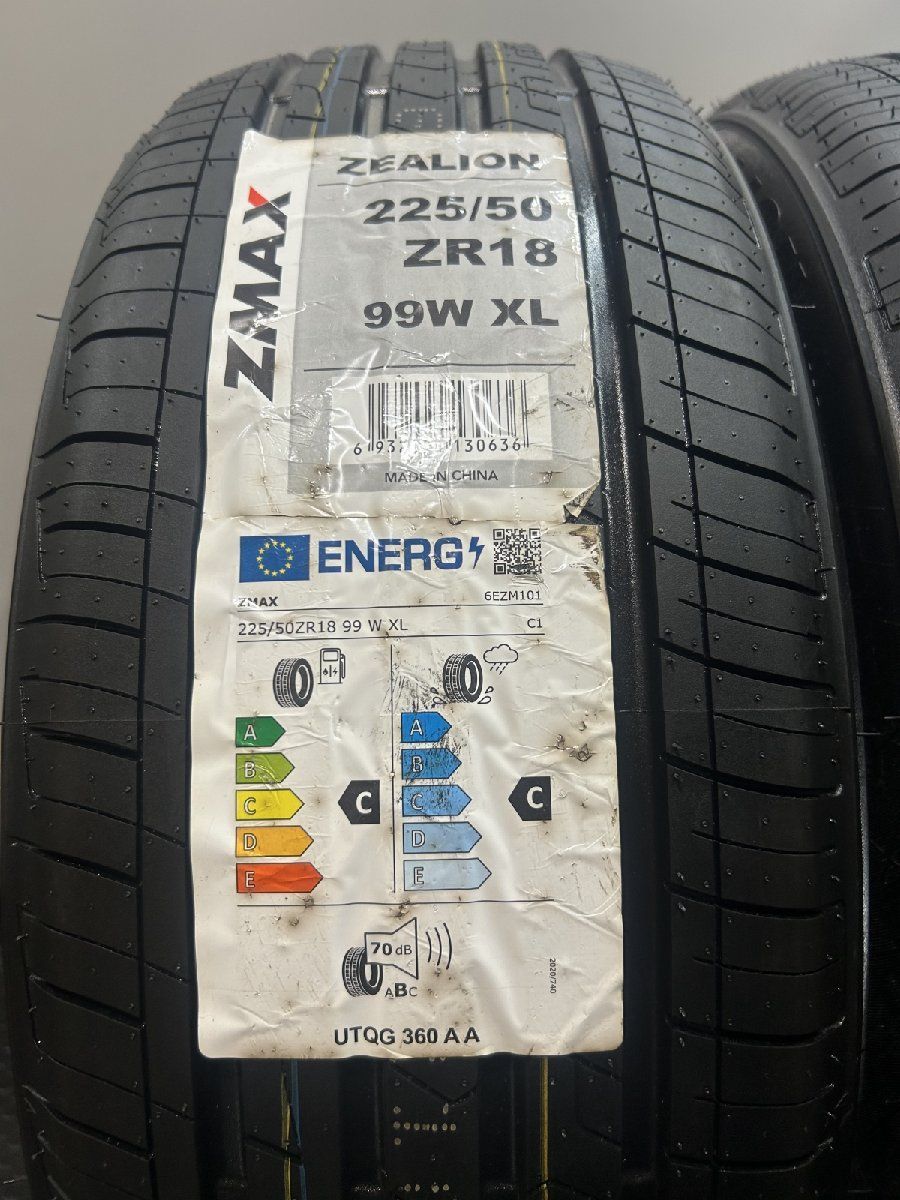 ZMAX
ZEALION
225/50
ZR18
99W XL
130636
MADE IN CHINA
ENERG
ZMAX 6EZM101
225/50ZR18 99 W XL C1
A A
B B
C C C C
D D
E E
70 dB
ABC
2020/740
UTQG 360 A A